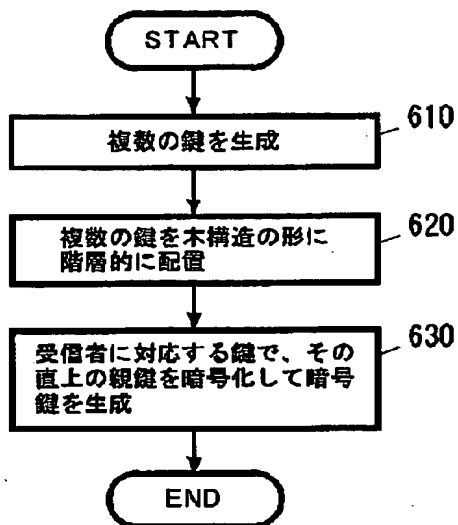 START
複数の鍵を生成
610
複数の鍵を木構造の形に
階層的に配置
620
受信者に対応する鍵で、その
直上の親鍵を暗号化して暗号
鍵を生成
630
END